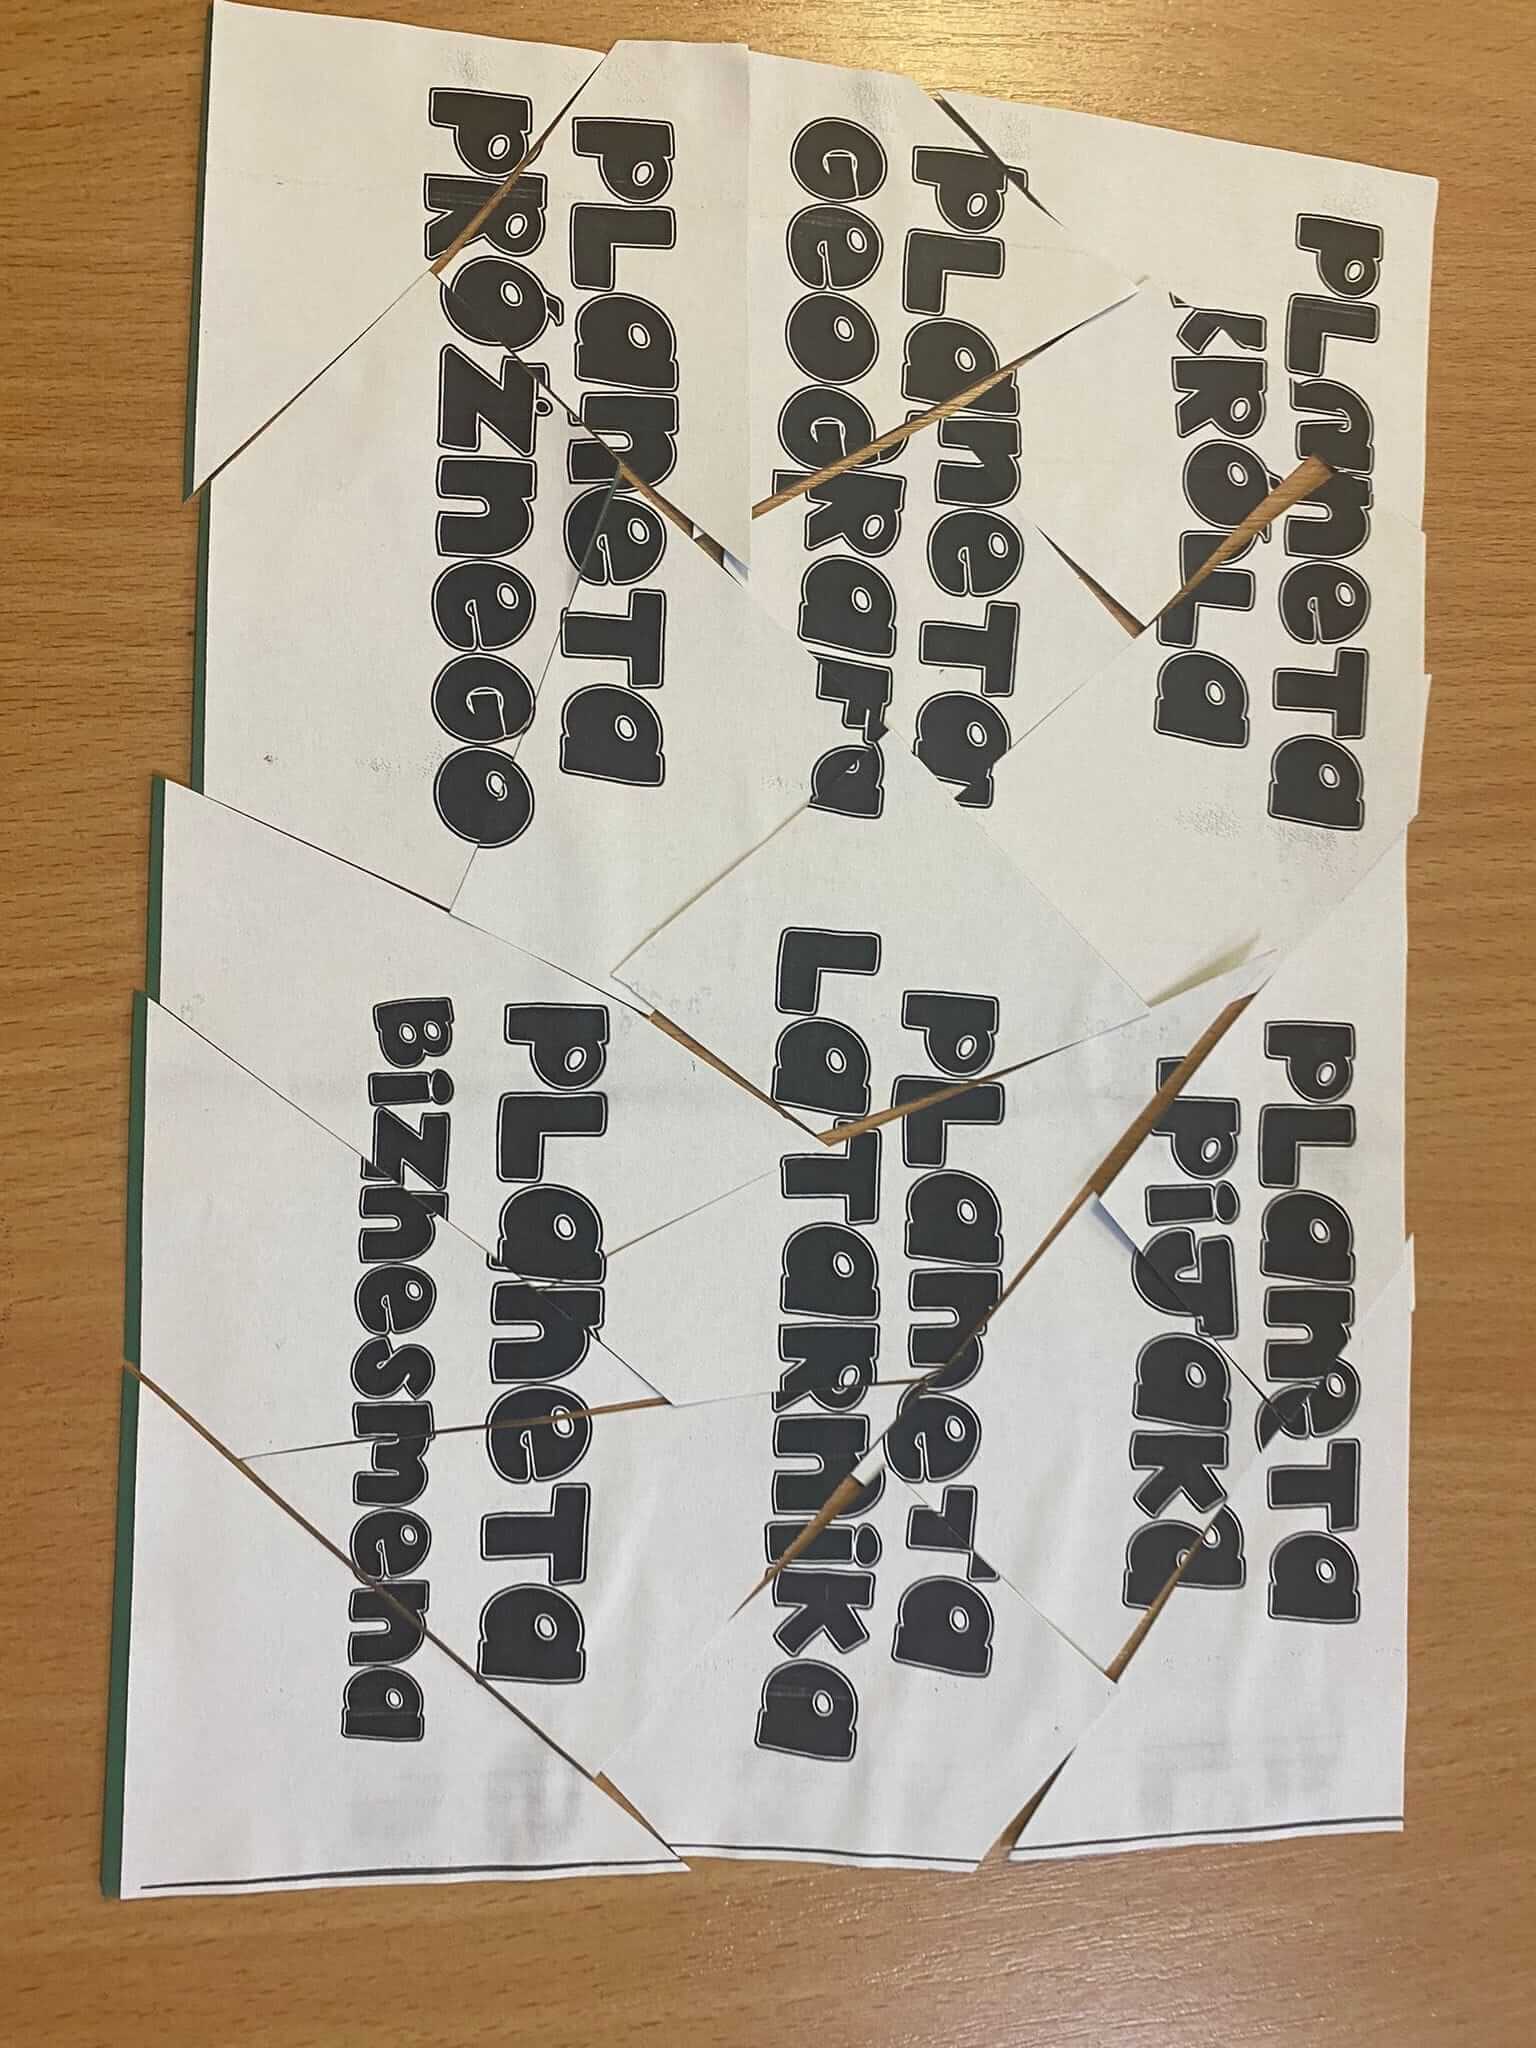 Planeta
Króla
Planeta
Pijaka
Planeta
Geografa
Planeta
Latarnika
Planeta
Próżnego
Planeta
Biznesmena